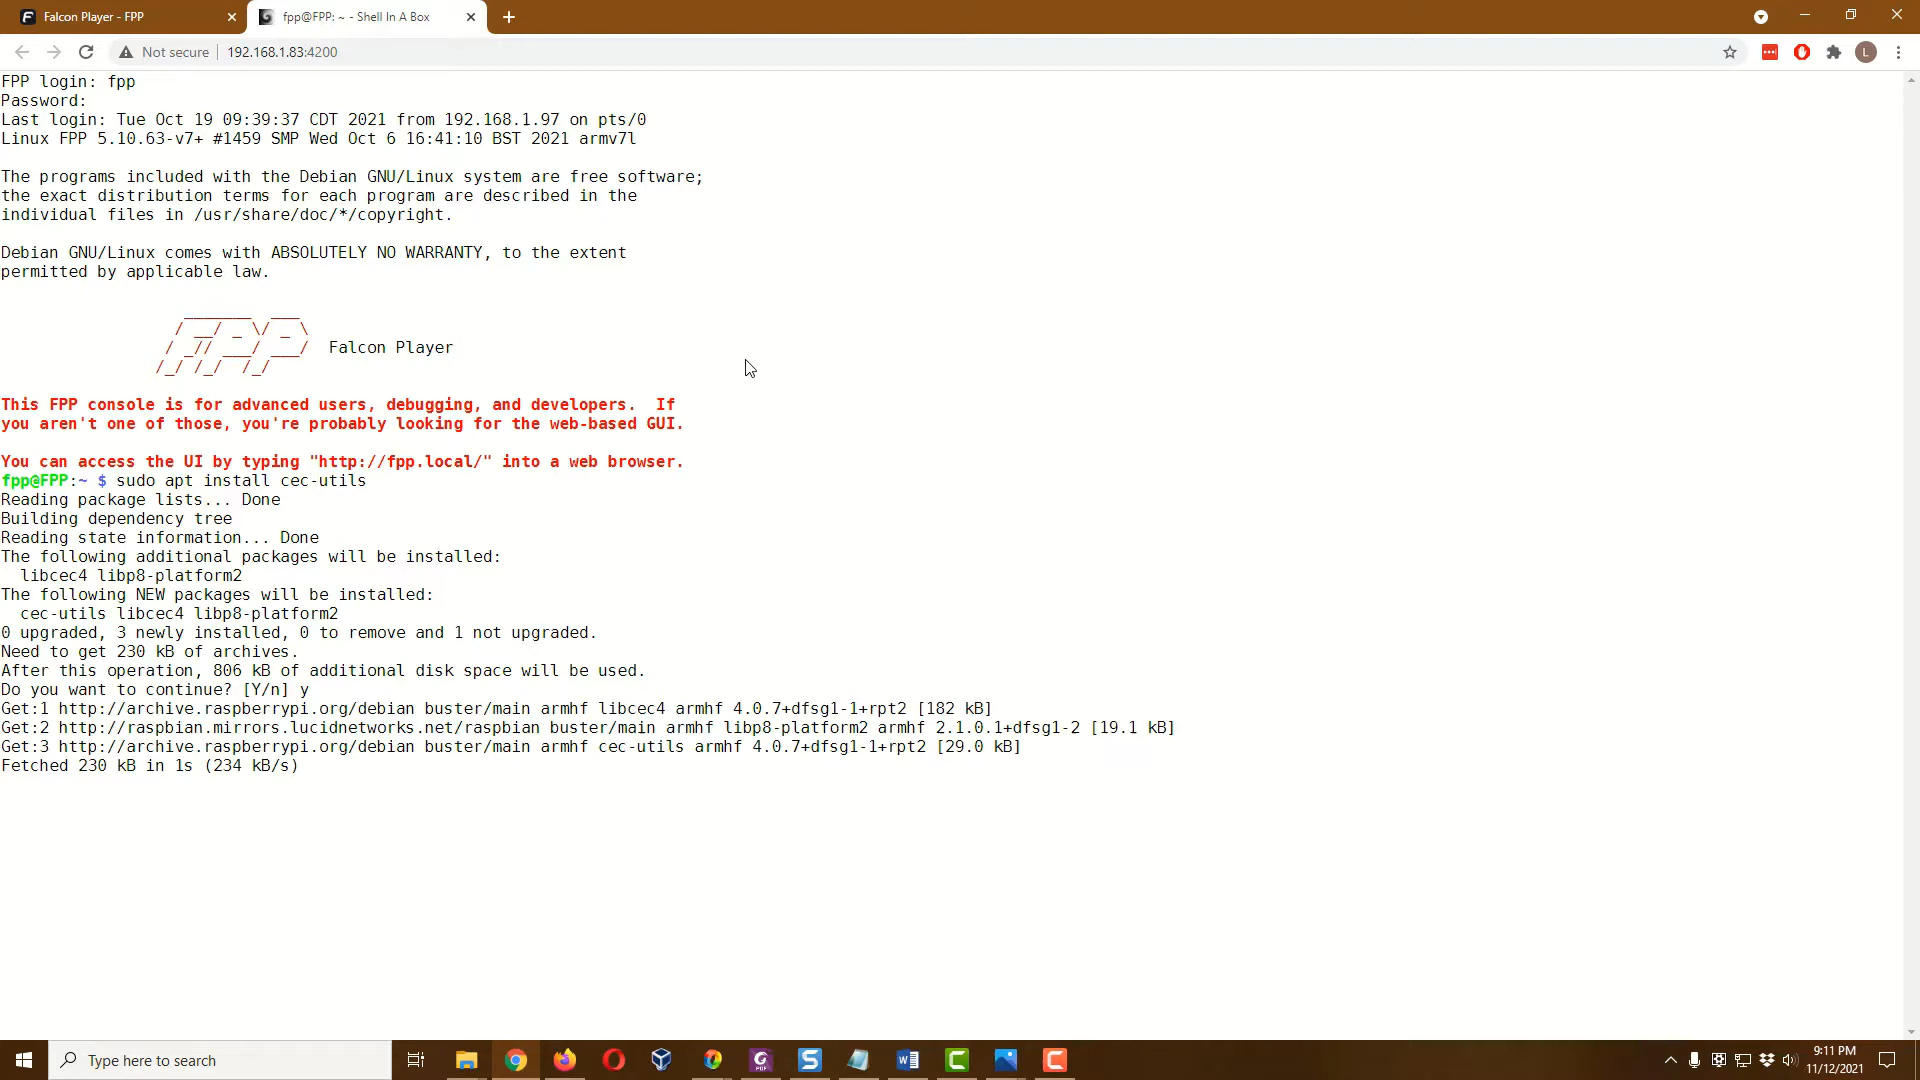 Falcon Player - FPP
fpp@FPP: ~ - Shell In A Box
Not secure
192.168.1.83:4200
L
FPP login: fpp
Password:
Last login: Tue Oct 19 09:39:37 CDT 2021 from 192.168.1.97 on pts/0
Linux FPP 5.10.63-v7+ #1459 SMP Wed Oct 6 16:41:10 BST 2021 armv7l
The programs included with the Debian GNU/Linux system are free software;
the exact distribution terms for each program are described in the
individual files in /usr/share/doc/*/copyright.
Debian GNU/Linux comes with ABSOLUTELY NO WARRANTY, to the extent
permitted by applicable law.
FPP
Falcon Player
This FPP console is for advanced users, debugging, and developers.  If
you aren't one of those, you're probably looking for the web-based GUI.
You can access the UI by typing "http://fpp.local/" into a web browser.
fpp@FPP:~ $ sudo apt install cec-utils
Reading package lists... Done
Building dependency tree
Reading state information... Done
The following additional packages will be installed:
libcec4 libp8-platform2
The following NEW packages will be installed:
cec-utils libcec4 libp8-platform2
0 upgraded, 3 newly installed, 0 to remove and 1 not upgraded.
Need to get 230 kB of archives.
After this operation, 806 kB of additional disk space will be used.
Do you want to continue? [Y/n] y
Get:1 http://archive.raspberrypi.org/debian buster/main armhf libcec4 armhf 4.0.7+dfsg1-1+rpt2 [182 kB]
Get:2 http://raspbian.mirrors.lucidnetworks.net/raspbian buster/main armhf libp8-platform2 armhf 2.1.0.1+dfsg1-2 [19.1 kB]
Get:3 http://archive.raspberrypi.org/debian buster/main armhf cec-utils armhf 4.0.7+dfsg1-1+rpt2 [29.0 kB]
Fetched 230 kB in 1s (234 kB/s)
Type here to search
9:11 PM
11/12/2021